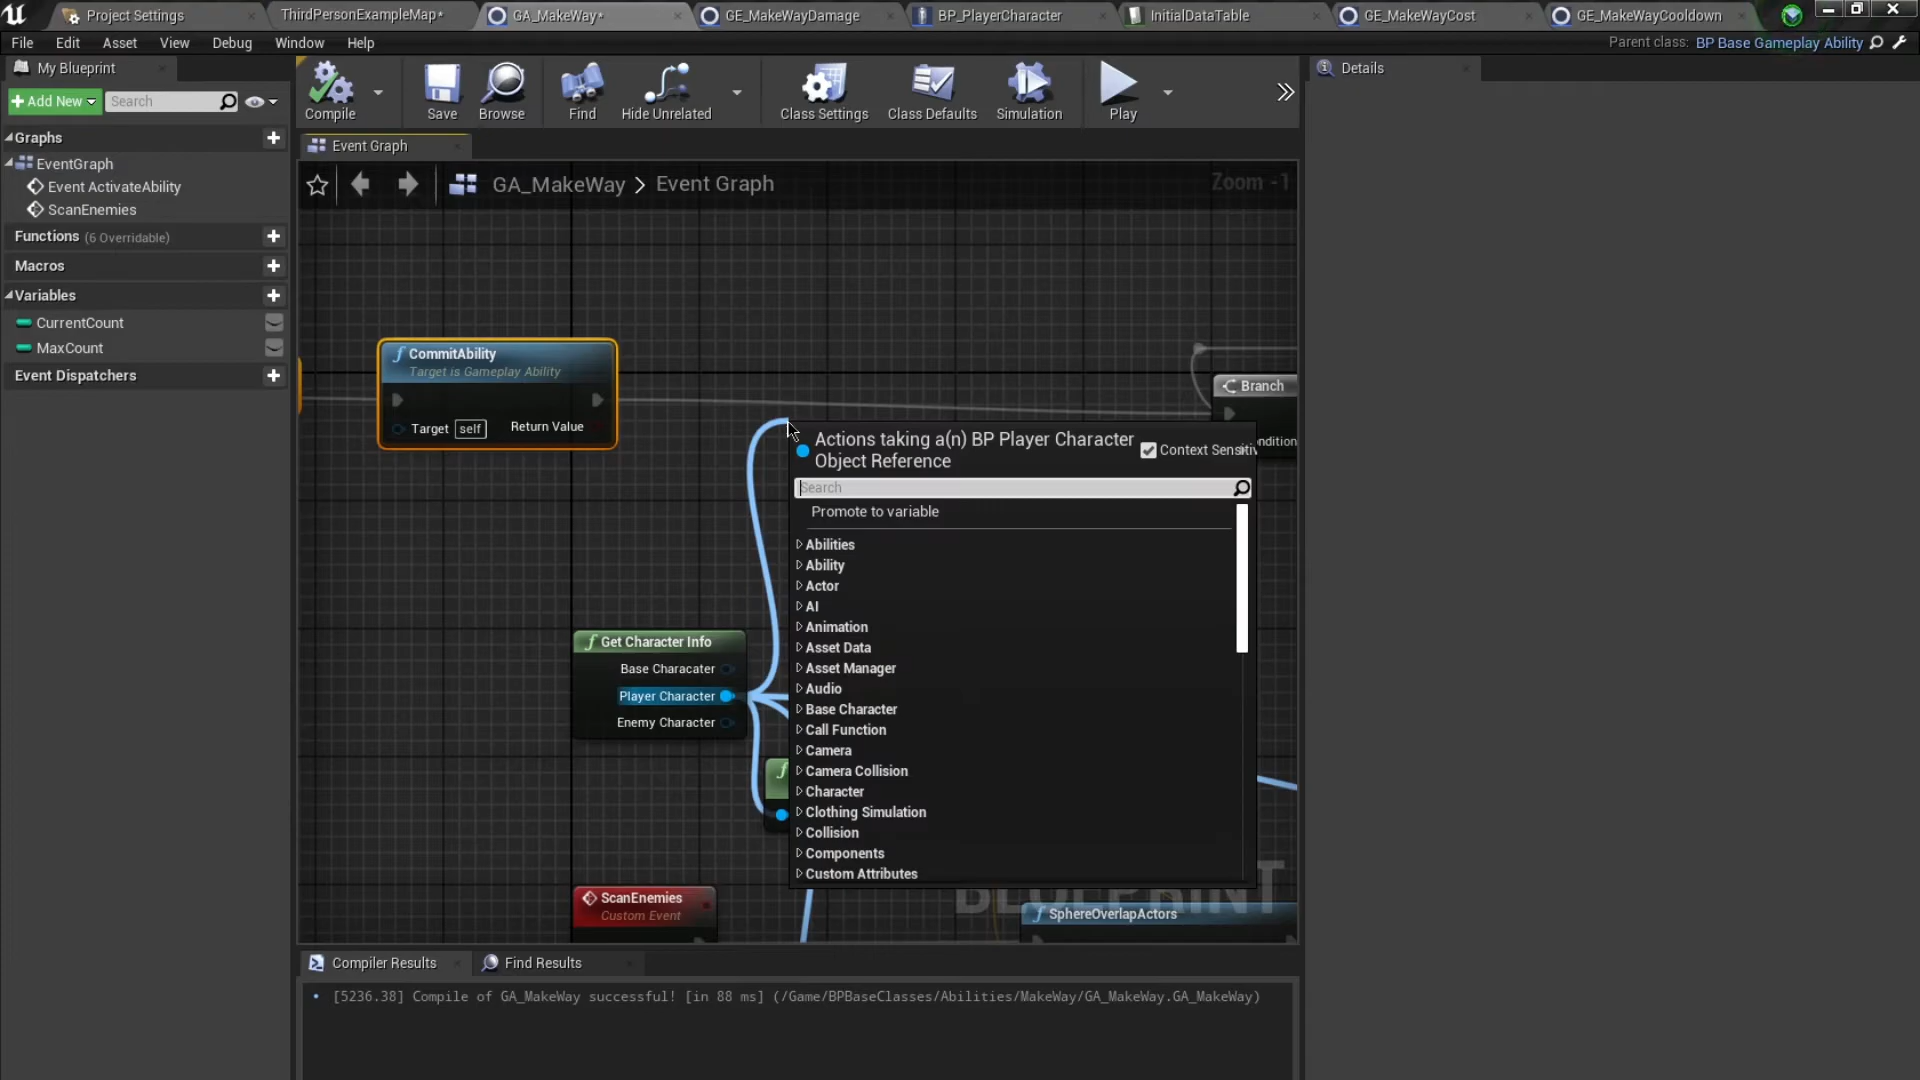 Project Settings
ThirdPersonExampleMap*
GA_MakeWay*
GE_MakeWayDamage
BP_PlayerCharacter
InitialDataTable
GE_MakeWayCost
GE_MakeWayCooldown
File Edit Asset View Debug Window Help
Parent class: BP Base Gameplay Ability
My Blueprint
Details
Add New
Search
Compile
Save
Browse
Find
Hide Unrelated
Class Settings
Class Defaults
Simulation
Play
Graphs
EventGraph
Event ActivateAbility
ScanEnemies
Functions (6 Overridable)
Macros
Variables
CurrentCount
MaxCount
Event Dispatchers
Event Graph
GA_MakeWay > Event Graph
Zoom -1
CommitAbility
Target is Gameplay Ability
Target self
Return Value
Branch
ondition
Actions taking a(n) BP Player Character
Object Reference
Context Sensitiv
Search
Promote to variable
Abilities
Ability
Actor
AI
Animation
Asset Data
Asset Manager
Audio
Base Character
Call Function
Camera
Camera Collision
Character
Clothing Simulation
Collision
Components
Custom Attributes
Get Character Info
Base Characater
Player Character
Enemy Character
ScanEnemies
Custom Event
BLUEPRINT
SphereOverlapActors
Compiler Results
Find Results
[5236.38] Compile of GA_MakeWay successful! [in 88 ms] (/Game/BPBaseClasses/Abilities/MakeWay/GA_MakeWay.GA_MakeWay)